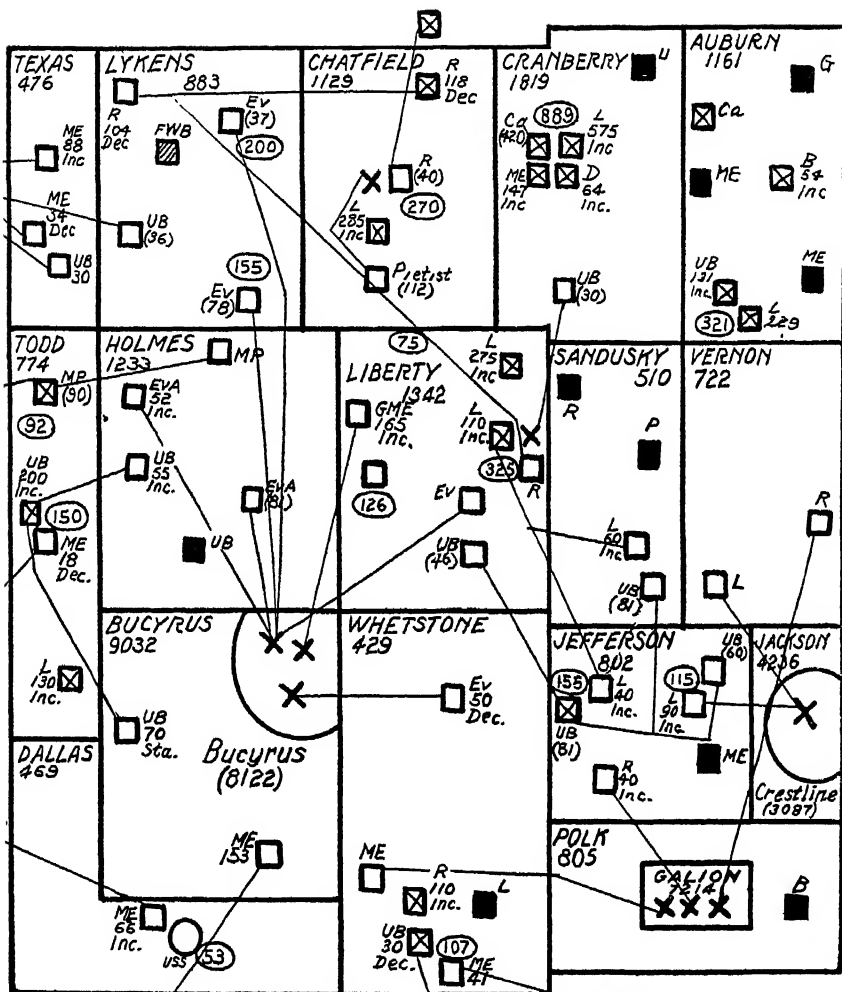 TEXAS
476
ME
88
Inc
ME
34
Dec
UB
30
LYKENS
883
R
104
Dec
FWB
Ev
(37)
200
UB
(36)
155
Ev
(78)
CHATFIELD
1129
R
118
Dec
R
(40)
270
L
285
Inc
Pietist
(112)
75
CRANBERRY
1819
U
Ca
(420)
889
L
575
Inc
ME
147
Inc
D
64
Inc.
UB
(30)
AUBURN
1161
G
Ca
ME
B
54
Inc
ME
UB
131
Inc.
321
L
229
TODD
774
MP
(90)
92
UB
200
Inc.
150
ME
18
Dec.
L
130
Inc.
HOLMES
1233
MP
EvA
52
Inc.
UB
55
Inc.
EvA
(81)
UB
LIBERTY
1342
L
275
Inc
GME
165
Inc.
L
110
Inc.
325
R
126
Ev
UB
(46)
SANDUSKY
510
R
P
L
60
Inc
UB
(81)
VERNON
722
R
L
BUCYRUS
9032
UB
70
Sta.
Bucyrus
(8122)
ME
153
WHETSTONE
429
Ev
50
Dec.
ME
R
110
Inc.
L
UB
30
Dec.
107
ME
41
JEFFERSON
802
UB
(60)
155
L
40
Inc.
115
L
90
Inc
UB
(81)
ME
R
40
Inc.
JACKSON
4236
Crestline
(3087)
DALLAS
469
ME
66
Inc.
USS
53
POLK
805
GALION
7214
B